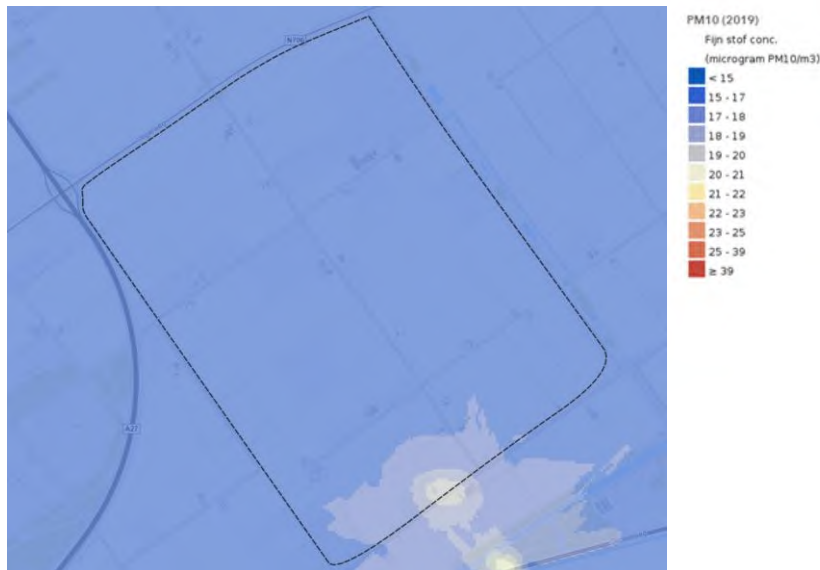 PM10 (2019)
Fijn stof conc.
(microgram PM10/m3)
< 15
15 - 17
17 - 18
18 - 19
19 - 20
20 - 21
21 - 22
22 - 23
23 - 25
25 - 39
≥ 39
A27